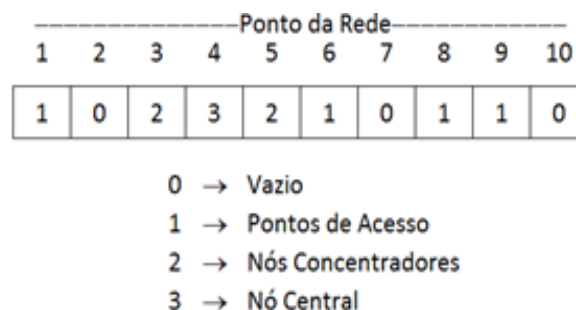 ---------------Ponto da Rede-------------
1 2 3 4 5 6 7 8 9 10
1 0 2 3 2 1 0 1 1 0
0 → Vazio
1 → Pontos de Acesso
2 → Nós Concentradores
3 → Nó Central